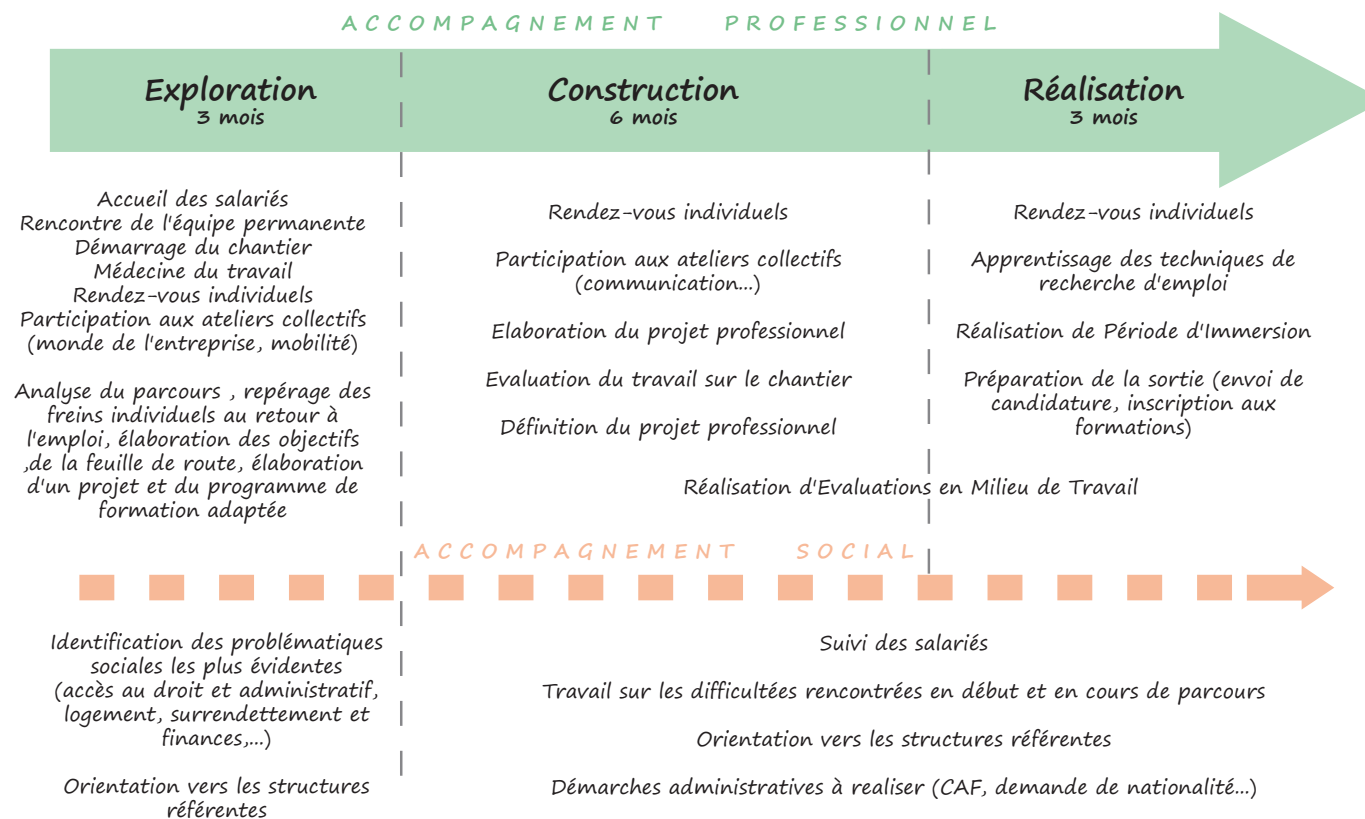 ACCOMPAGNEMENT PROFESSIONNEL
Exploration
3 mois
Construction
6 mois
Réalisation
3 mois
Accueil des salariés
Rencontre de l'équipe permanente
Démarrage du chantier
Médecine du travail
Rendez-vous individuels
Participation aux ateliers collectifs
(monde de l'entreprise, mobilité)
Analyse du parcours , repérage des
freins individuels au retour à
l'emploi, élaboration des objectifs
,de la feuille de route, élaboration
d'un projet et du programme de
formation adaptée
Rendez-vous individuels
Participation aux ateliers collectifs
(communication...)
Elaboration du projet professionnel
Evaluation du travail sur le chantier
Définition du projet professionnel
Rendez-vous individuels
Apprentissage des techniques de
recherche d'emploi
Réalisation de Période d'Immersion
Préparation de la sortie (envoi de
candidature, inscription aux
formations)
Réalisation d'Evaluations en Milieu de Travail
ACCOMPAGNEMENT SOCIAL
Identification des problématiques
sociales les plus évidentes
(accès au droit et administratif,
logement, surrendettement et
finances,...)
Orientation vers les structures
référentes
Suivi des salariés
Travail sur les difficultées rencontrées en début et en cours de parcours
Orientation vers les structures référentes
Démarches administratives à realiser (CAF, demande de nationalité...)